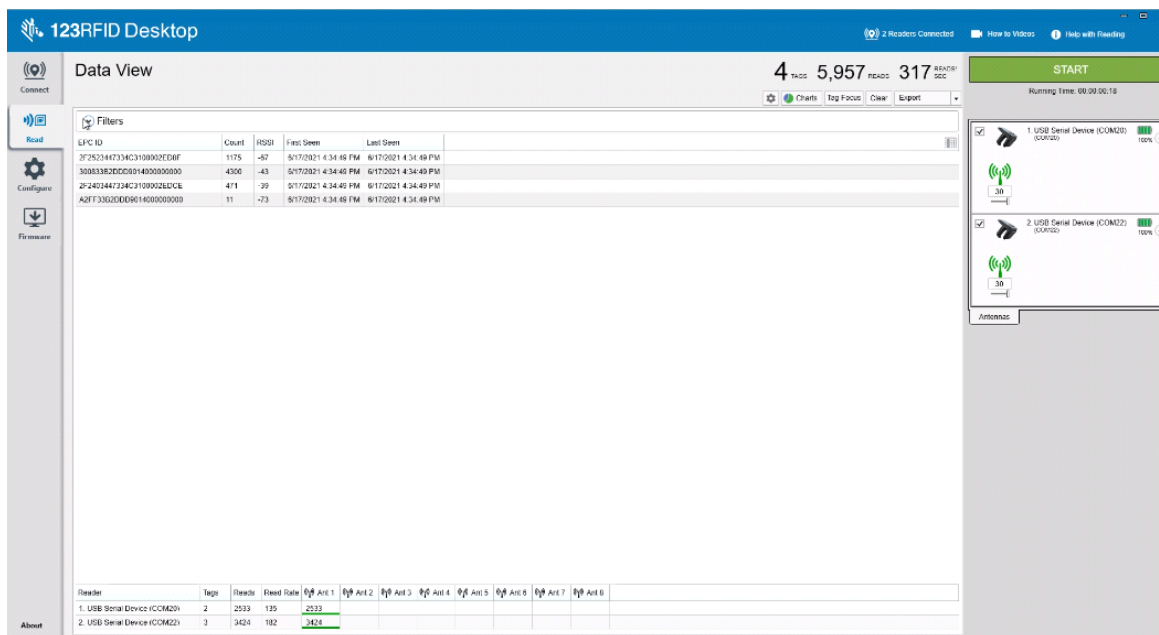 123RFID Desktop
2 Readers Connected How to Videos Help with Reading
Connect
Read
Configure
Firmware
About
Data View
4 TAGS 5,957 READS 317 READS/SEC
Charts Tag Focus Clear Export
Filters
EPC ID Count RSSI First Seen Last Seen
1175 -67 6/17/2021 4:34:49 PM 6/17/2021 4:34:49 PM
300833B2DDD9014000000000 4300 -43 6/17/2021 4:34:49 PM 6/17/2021 4:34:49 PM
2F2403447334C3100002EDCE 471 -39 6/17/2021 4:34:49 PM 6/17/2021 4:34:49 PM
A2FF33B2DDD9014000000000 11 -73 6/17/2021 4:34:49 PM 6/17/2021 4:34:49 PM
Reader Tags Reads Read Rate Ant 1 Ant 2 Ant 3 Ant 4 Ant 5 Ant 6 Ant 7 Ant 8
1. USB Serial Device (COM20) 2 2533 135 2533
2. USB Serial Device (COM22) 3 3424 182 3424
START
Running Time: 00:00:00:18
1. USB Serial Device (COM20) 100%
(COM20)
30
2. USB Serial Device (COM22) 100%
(COM22)
30
Antennas